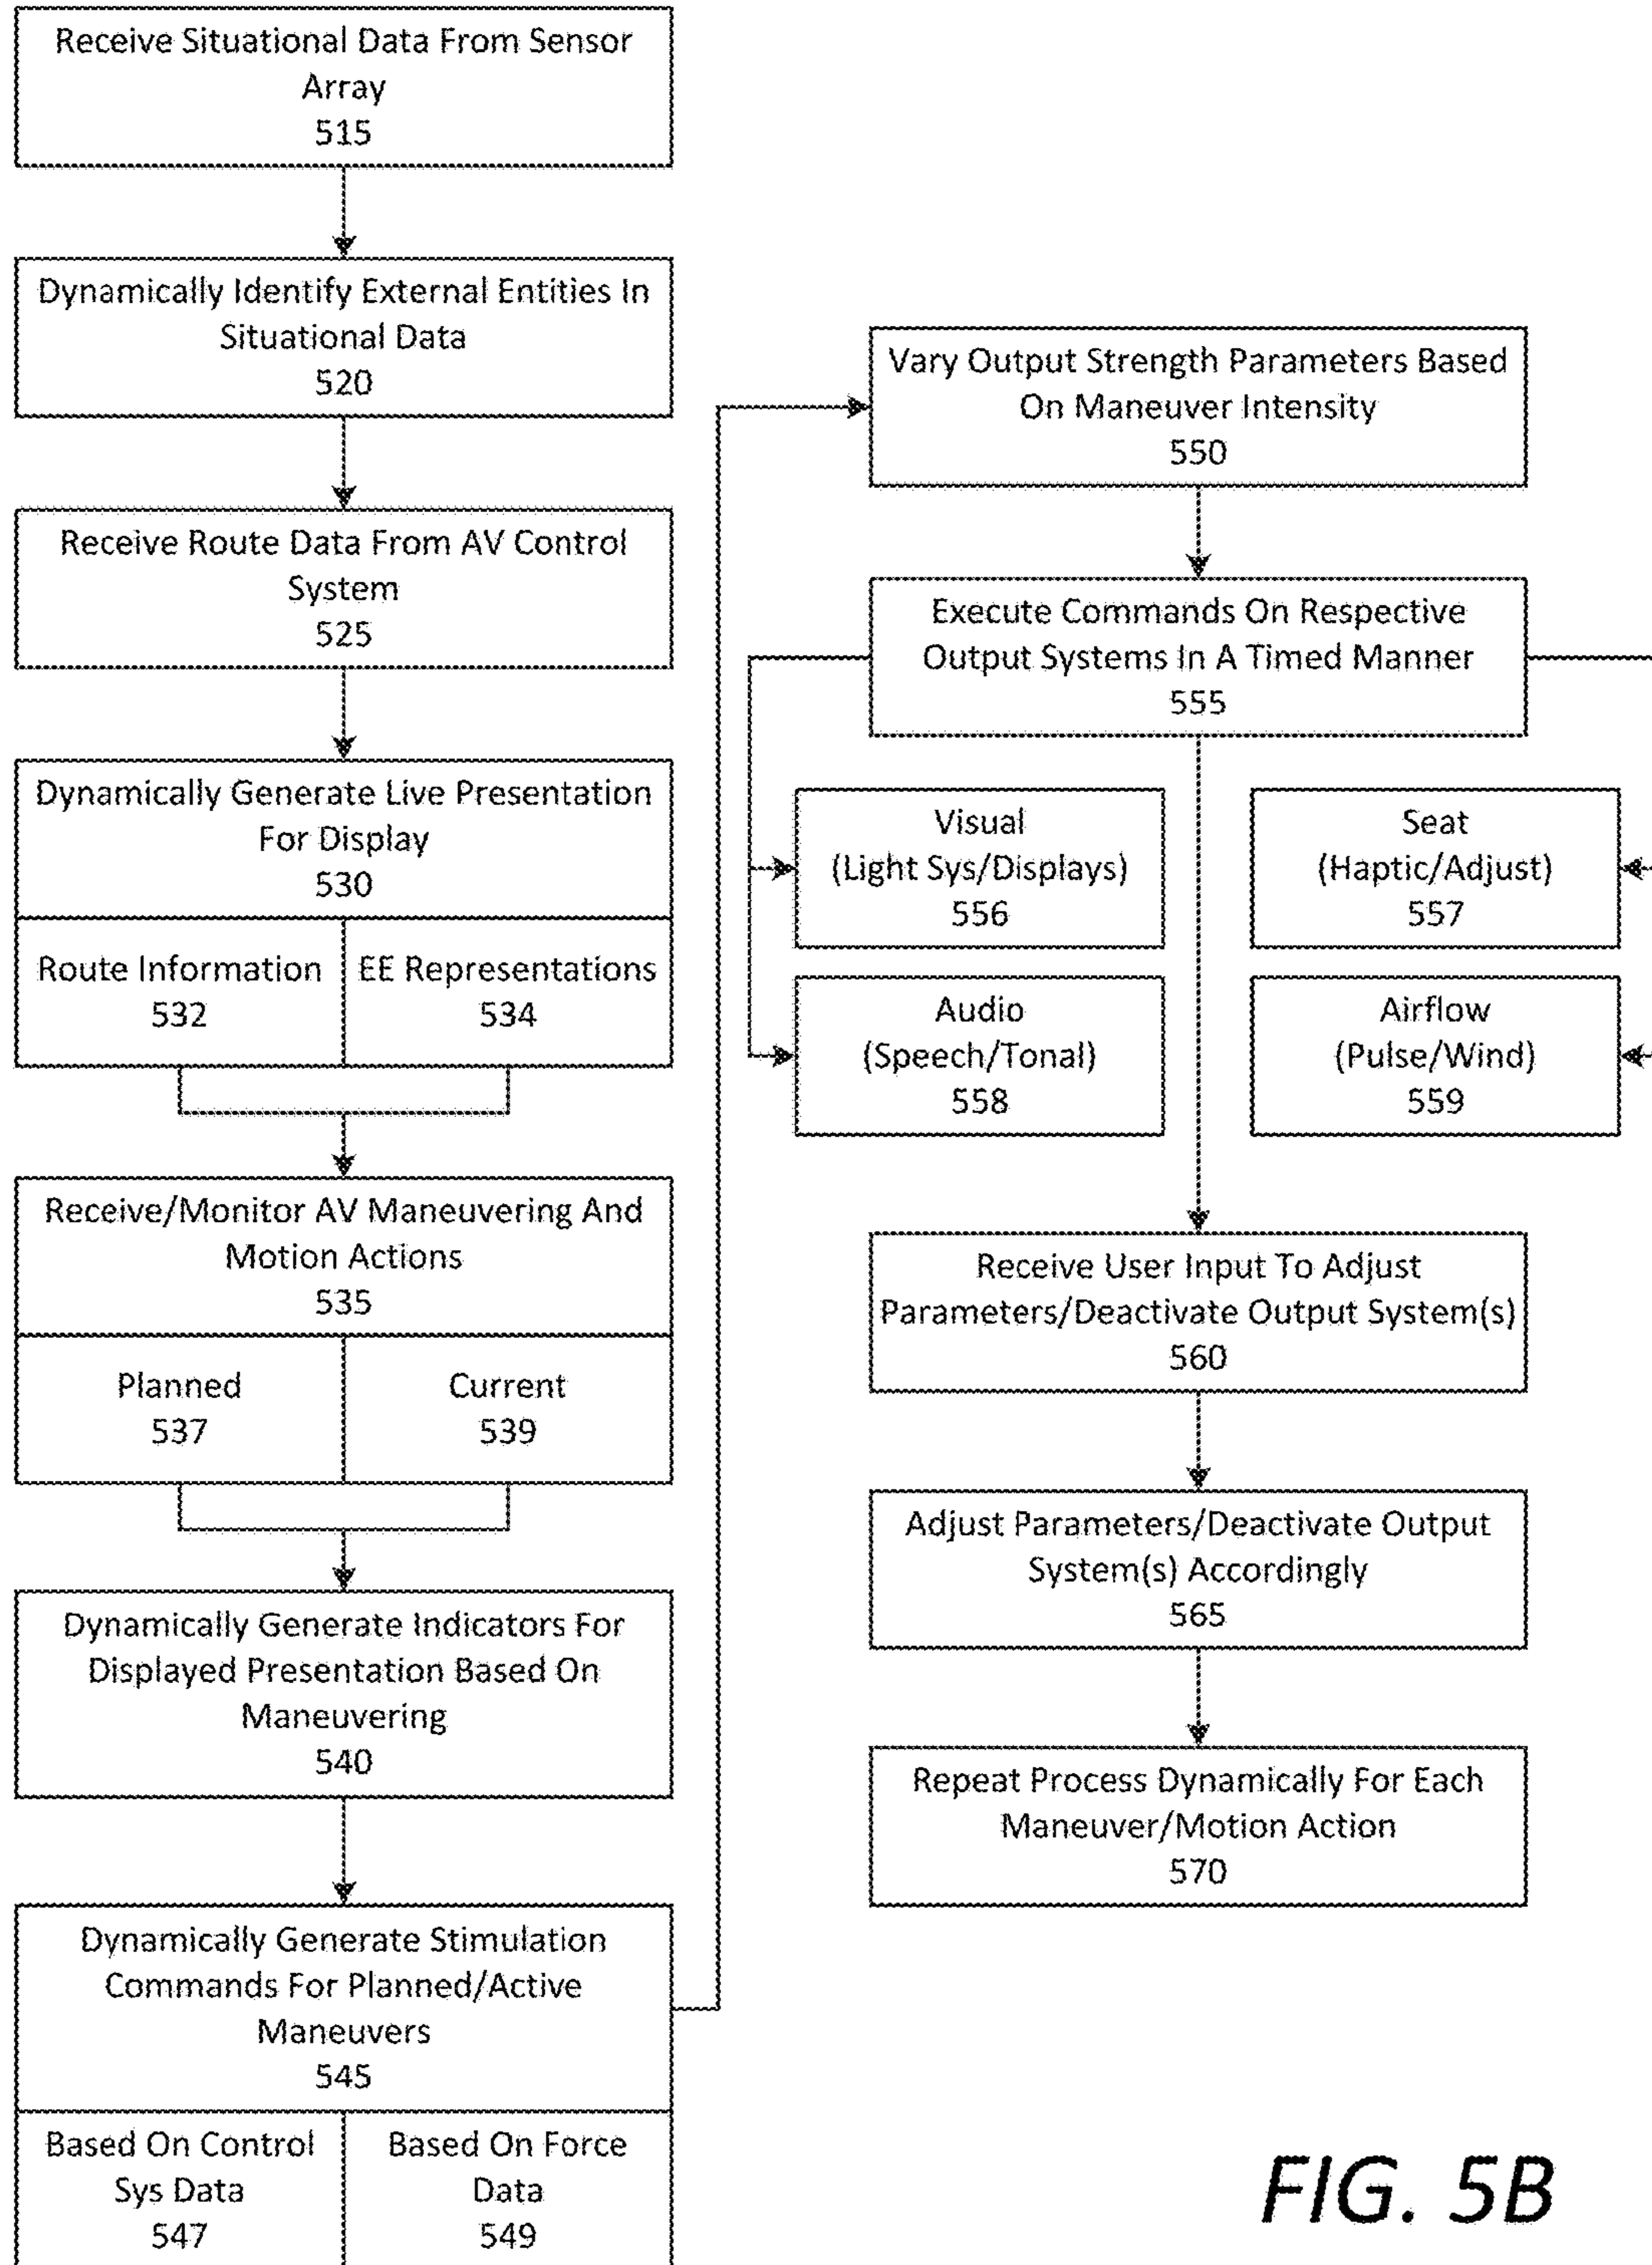 Receive Situational Data From Sensor
Array
515
Dynamically Identify External Entities In
Situational Data
520
Receive Route Data From AV Control
System
525
Dynamically Generate Live Presentation
For Display
530
Route Information
532
EE Representations
534
Receive/Monitor AV Maneuvering And
Motion Actions
535
Planned
537
Current
539
Dynamically Generate Indicators For
Displayed Presentation Based On
Maneuvering
540
Dynamically Generate Stimulation
Commands For Planned/Active
Maneuvers
545
Based On Control
Sys Data
547
Based On Force
Data
549
Vary Output Strength Parameters Based
On Maneuver Intensity
550
Execute Commands On Respective
Output Systems In A Timed Manner
555
Visual
(Light Sys/Displays)
556
Seat
(Haptic/Adjust)
557
Audio
(Speech/Tonal)
558
Airflow
(Pulse/Wind)
559
Receive User Input To Adjust
Parameters/Deactivate Output System(s)
560
Adjust Parameters/Deactivate Output
System(s) Accordingly
565
Repeat Process Dynamically For Each
Maneuver/Motion Action
570
FIG. 5B